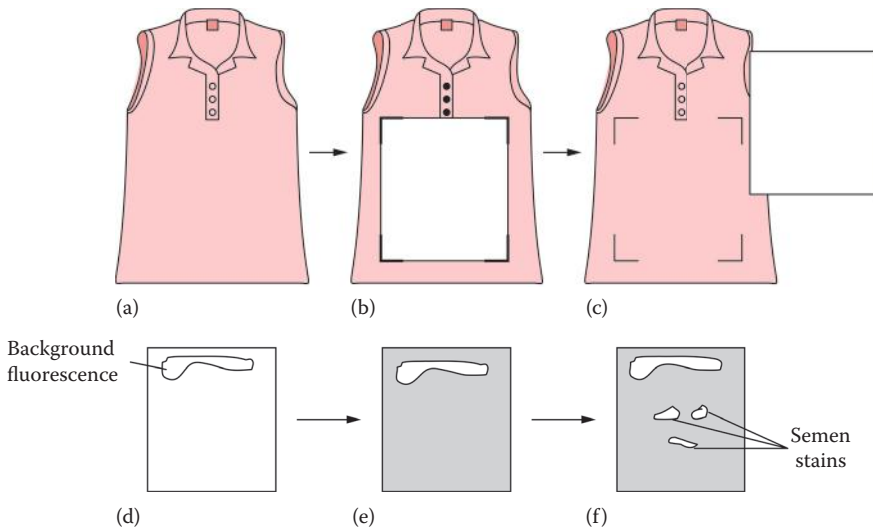 (a)
(b)
(c)
Background
fluorescence
(d)
(e)
(f)
Semen
stains